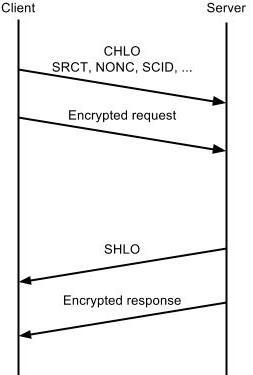 Client
Server
CHLO
SRCT, NONC, SCID, ...
Encrypted request
SHLO
Encrypted response